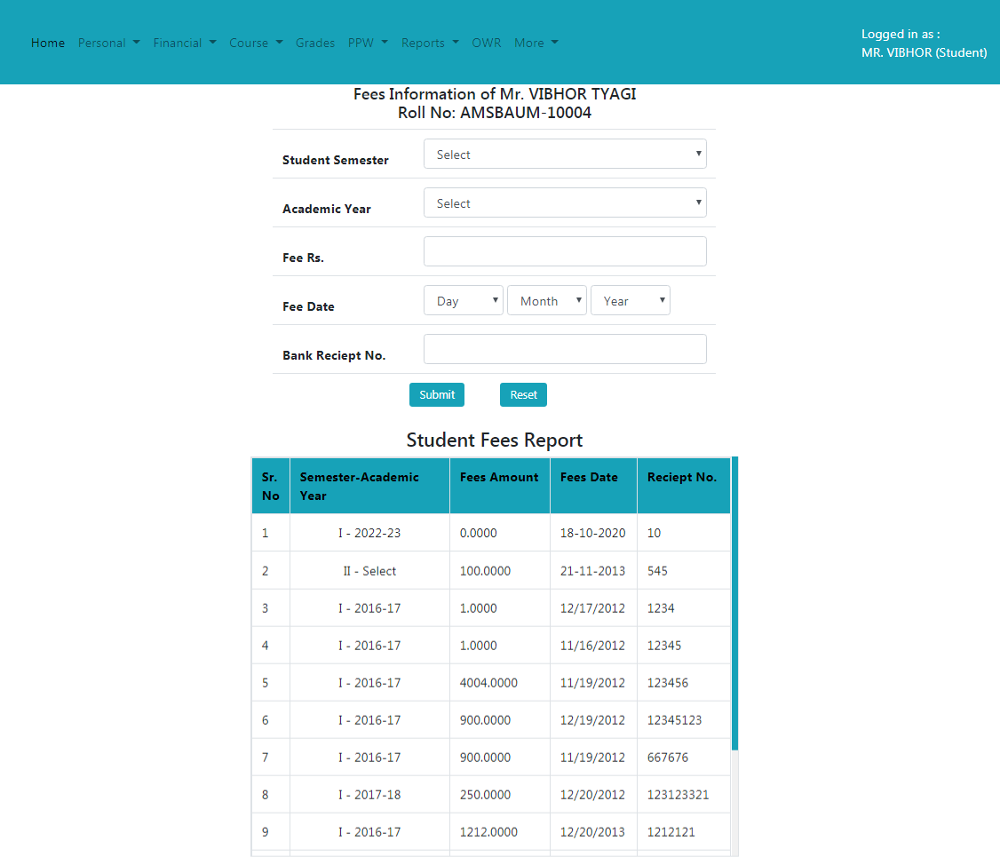 Home Personal Financial Course Grades PPW Reports OWR More
Logged in as :
MR. VIBHOR (Student)
Fees Information of Mr. VIBHOR TYAGI
Roll No: AMSBAUM-10004
Student Semester Select
Academic Year Select
Fee Rs.
Fee Date Day Month Year
Bank Reciept No.
Submit Reset
Student Fees Report
Sr. No Semester-Academic Year Fees Amount Fees Date Reciept No.
1 I - 2022-23 0.0000 18-10-2020 10
2 II - Select 100.0000 21-11-2013 545
3 I - 2016-17 1.0000 12/17/2012 1234
4 I - 2016-17 1.0000 11/16/2012 12345
5 I - 2016-17 4004.0000 11/19/2012 123456
6 I - 2016-17 900.0000 12/19/2012 12345123
7 I - 2016-17 900.0000 11/19/2012 667676
8 I - 2017-18 250.0000 12/20/2012 123123321
9 I - 2016-17 1212.0000 12/20/2013 1212121